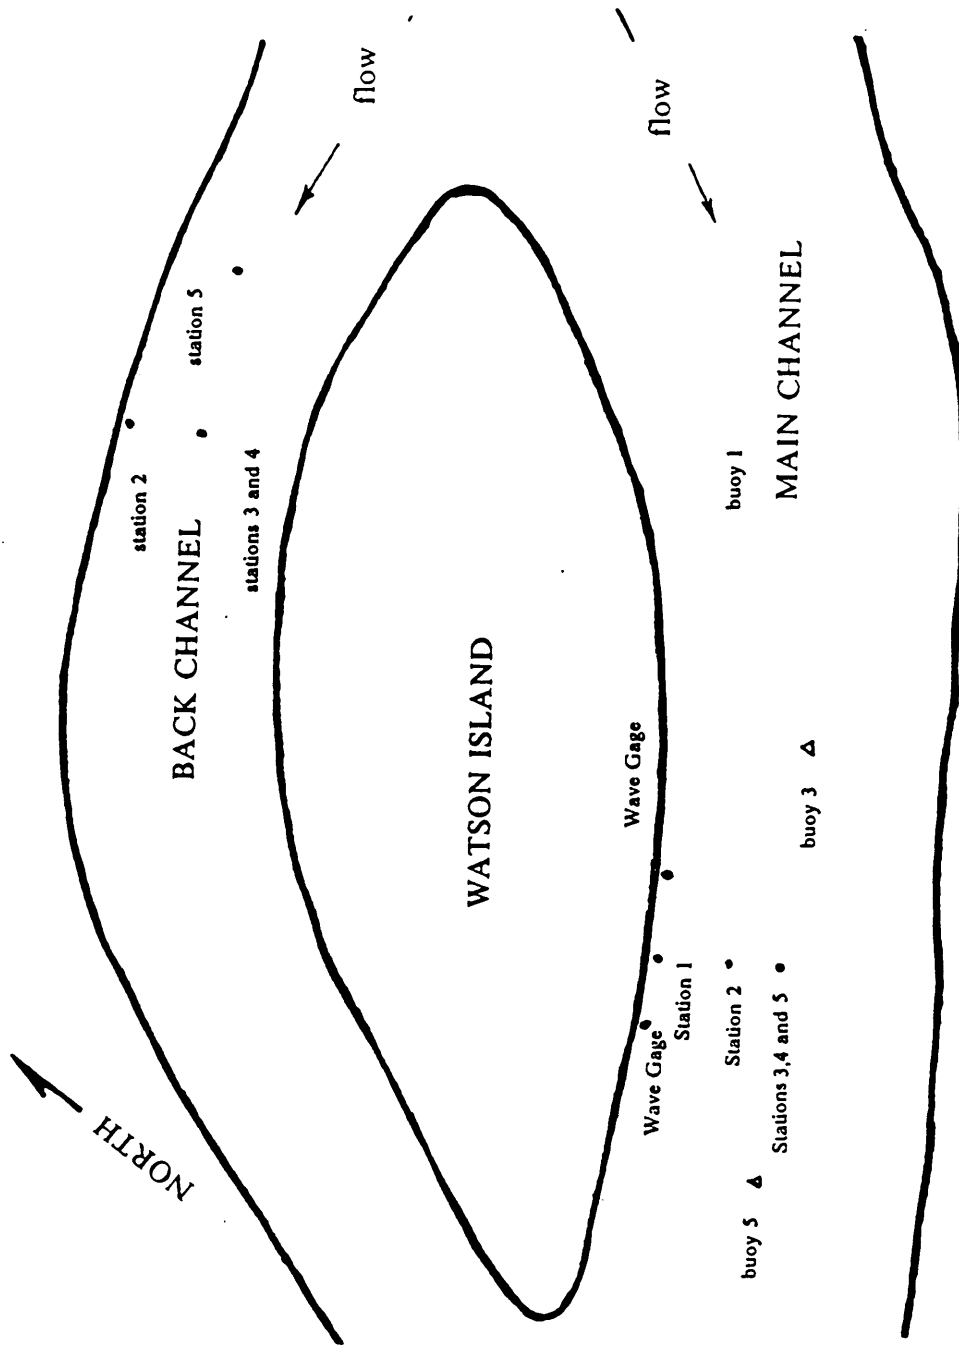 flow
flow
station 5
station 2
stations 3 and 4
BACK CHANNEL
MAIN CHANNEL
buoy 1
WATSON ISLAND
Wave Gage
buoy 3
Station 1
Wave Gage
Station 2
Stations 3,4 and 5
buoy 5
NORTH